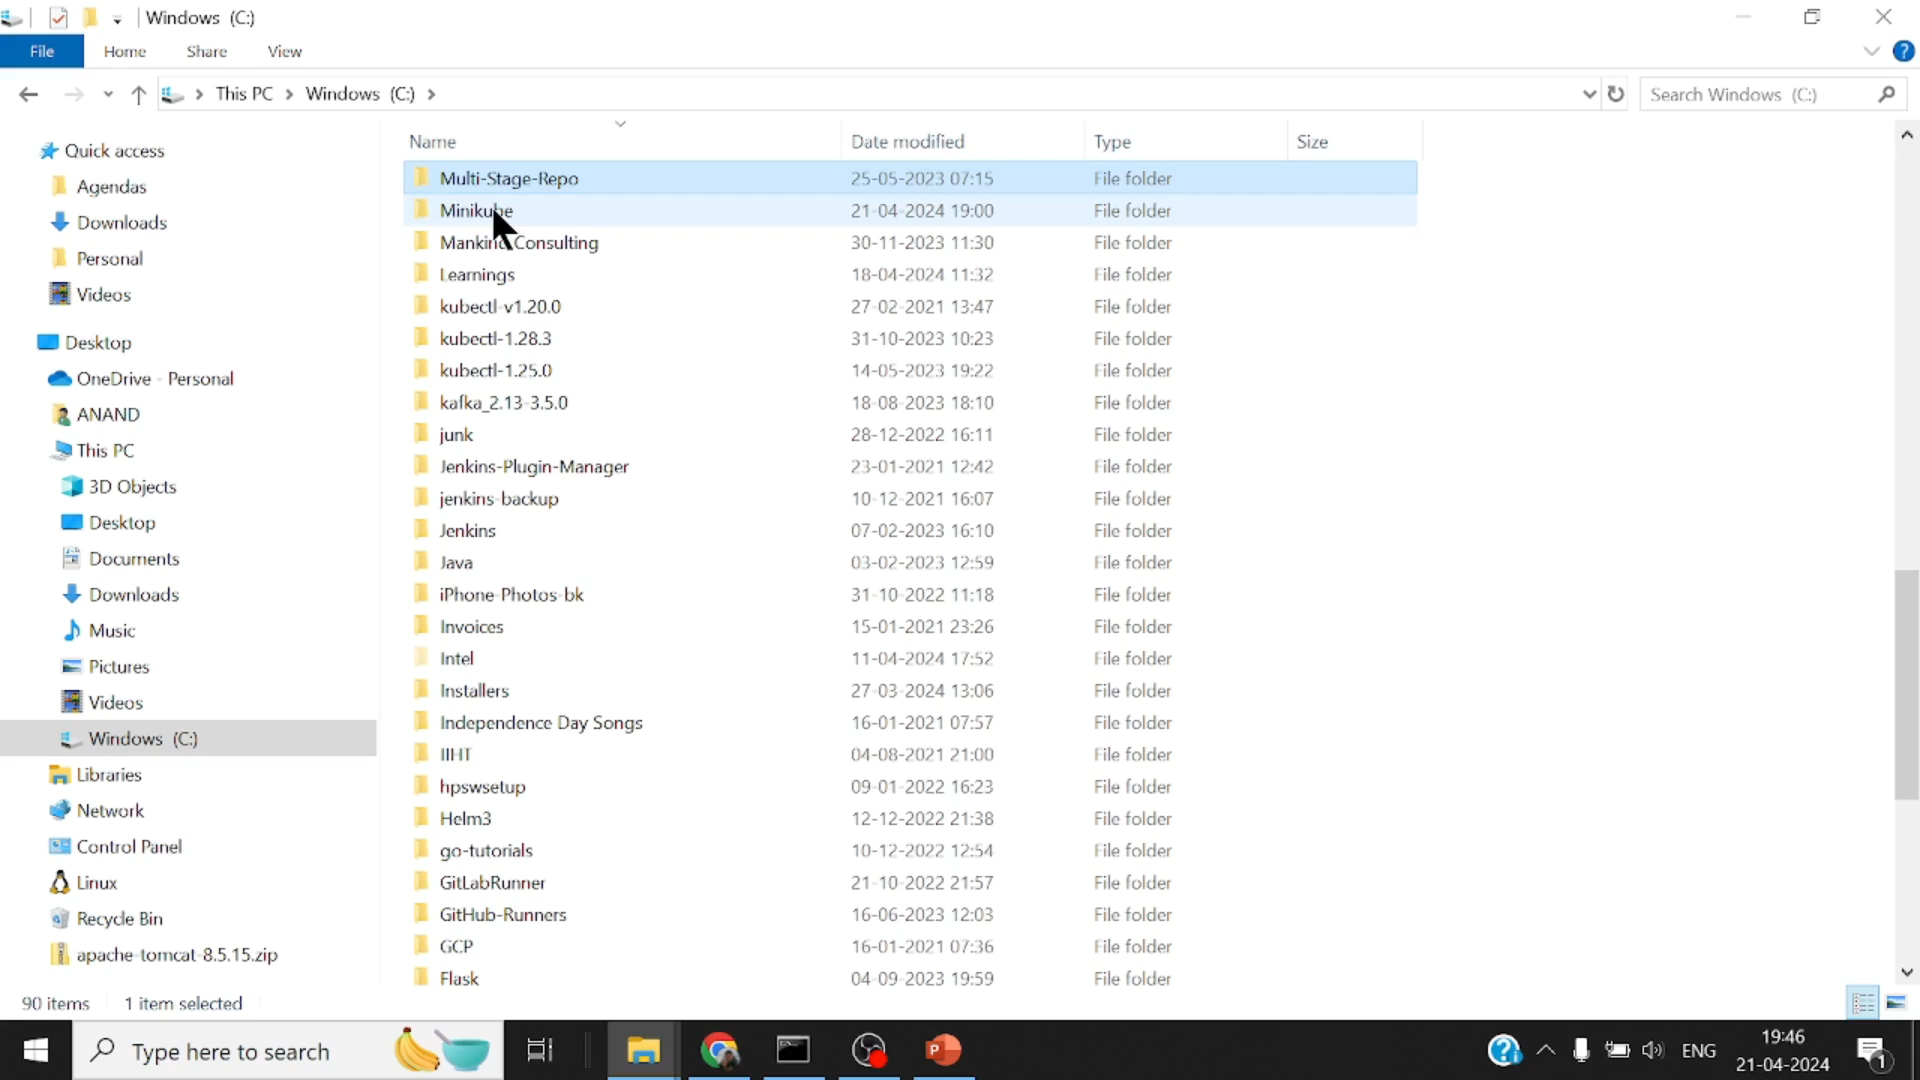 Windows (C:)
File Home Share View
This PC Windows (C:)
Search Windows (C:)
Name Date modified Type Size
Quick access
Agendas
Downloads
Personal
Videos
Desktop
OneDrive - Personal
ANAND
This PC
3D Objects
Desktop
Documents
Downloads
Music
Pictures
Videos
Windows (C:)
Libraries
Network
Control Panel
Linux
Recycle Bin
apache-tomcat-8.5.15.zip
Multi-Stage-Repo 25-05-2023 07:15 File folder
Minikube 21-04-2024 19:00 File folder
Mankind Consulting 30-11-2023 11:30 File folder
Learnings 18-04-2024 11:32 File folder
kubectl-v1.20.0 27-02-2021 13:47 File folder
kubectl-1.28.3 31-10-2023 10:23 File folder
kubectl-1.25.0 14-05-2023 19:22 File folder
kafka_2.13-3.5.0 18-08-2023 18:10 File folder
junk 28-12-2022 16:11 File folder
Jenkins-Plugin-Manager 23-01-2021 12:42 File folder
jenkins-backup 10-12-2021 16:07 File folder
Jenkins 07-02-2023 16:10 File folder
Java 03-02-2023 12:59 File folder
iPhone-Photos-bk 31-10-2022 11:18 File folder
Invoices 15-01-2021 23:26 File folder
Intel 11-04-2024 17:52 File folder
Installers 27-03-2024 13:06 File folder
Independence Day Songs 16-01-2021 07:57 File folder
IIHT 04-08-2021 21:00 File folder
hpswsetup 09-01-2022 16:23 File folder
Helm3 12-12-2022 21:38 File folder
go-tutorials 10-12-2022 12:54 File folder
GitLabRunner 21-10-2022 21:57 File folder
GitHub-Runners 16-06-2023 12:03 File folder
GCP 16-01-2021 07:36 File folder
Flask 04-09-2023 19:59 File folder
90 items 1 item selected
Type here to search
ENG
19:46
21-04-2024
1